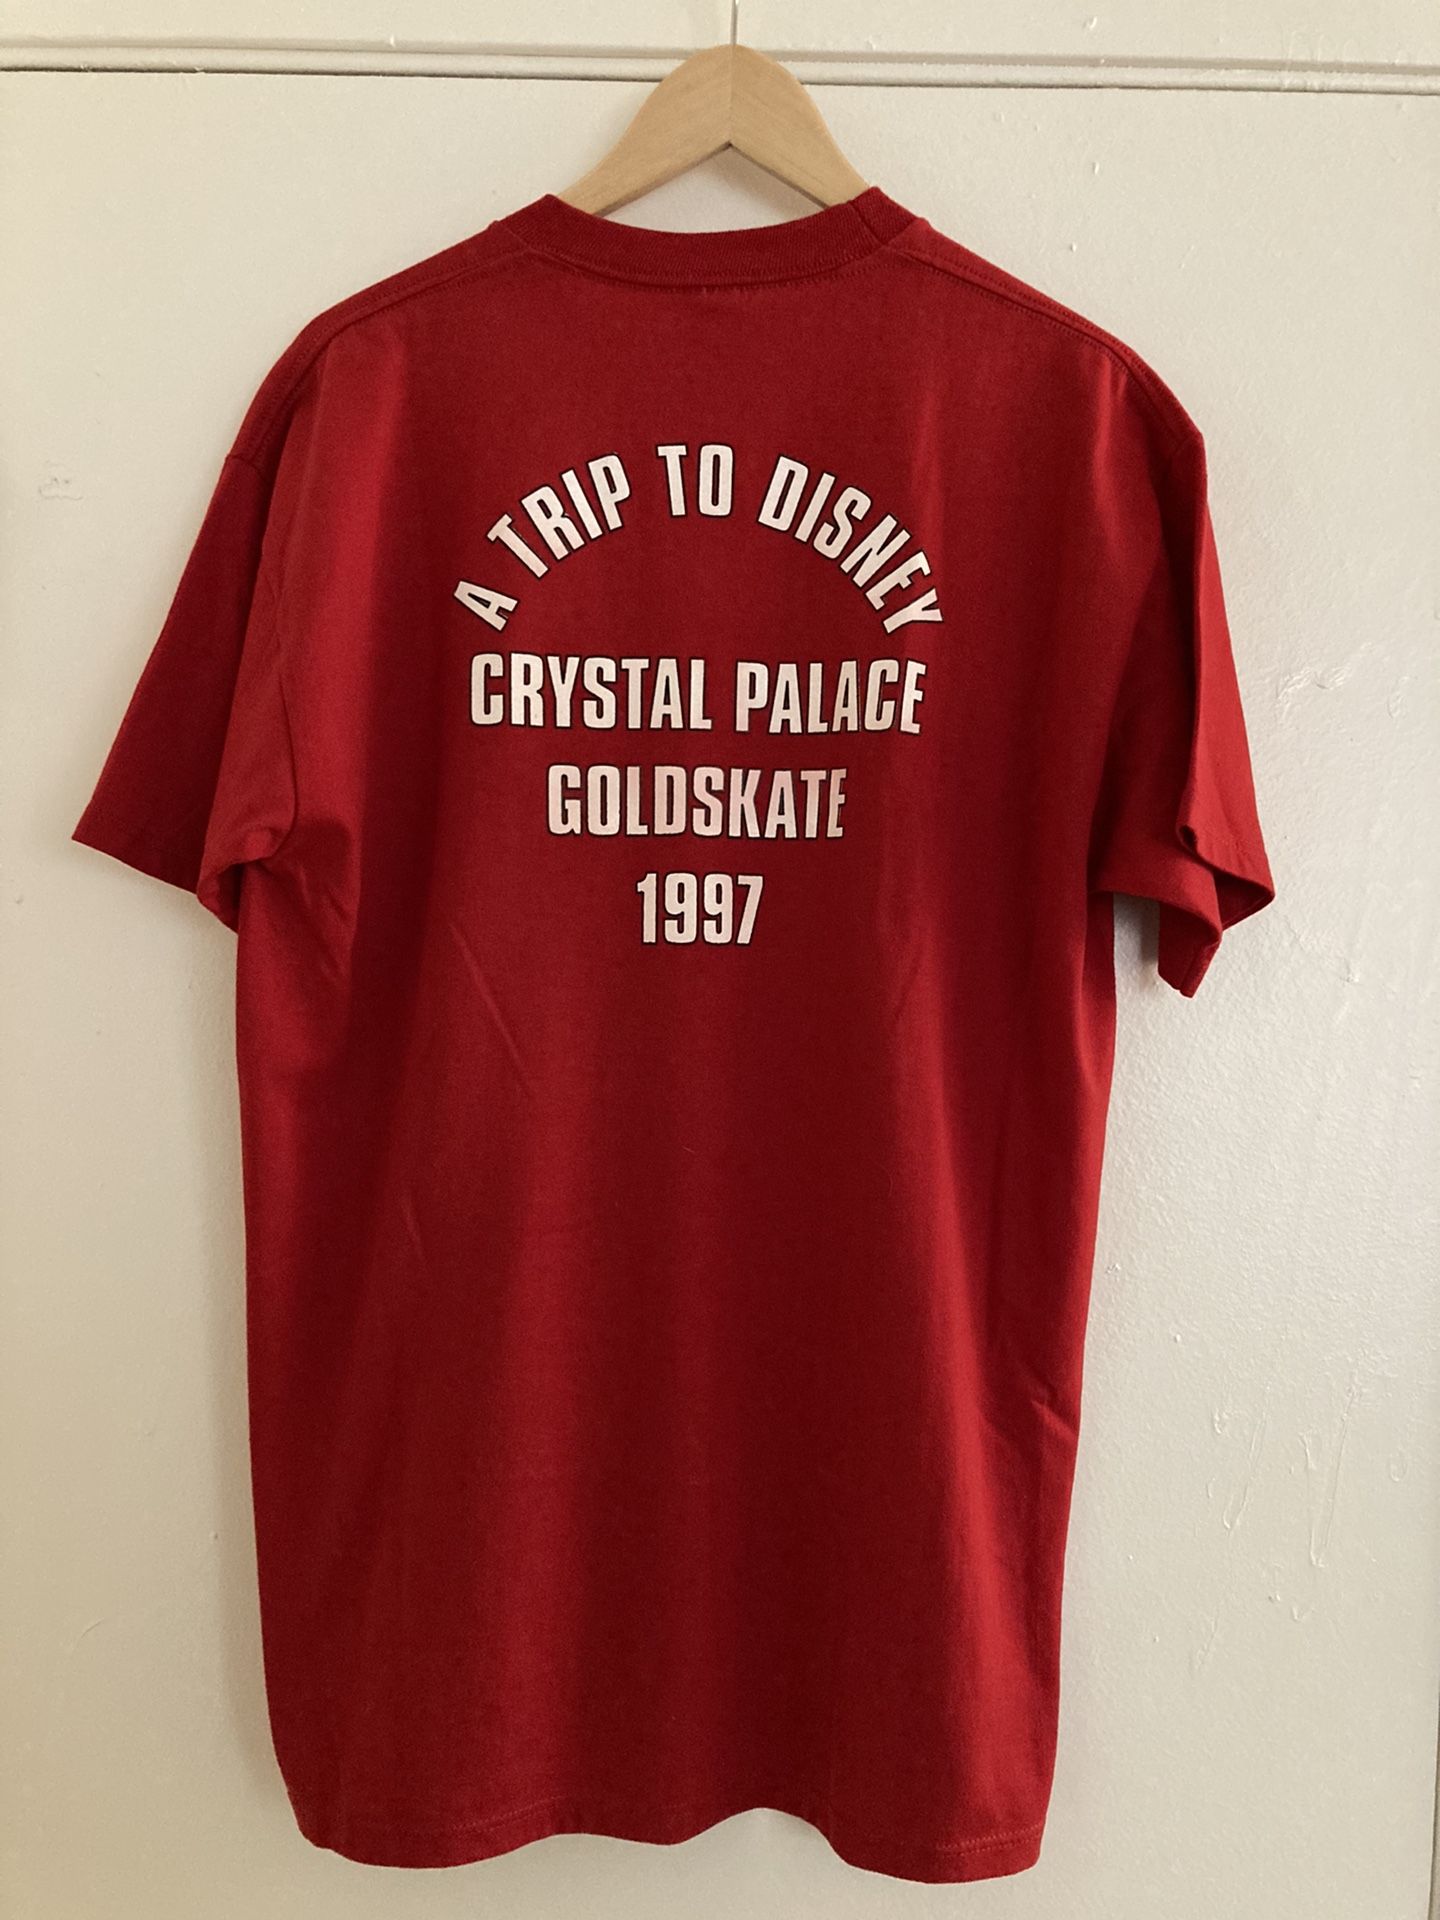 A TRIP TO DISNEY
CRYSTAL PALACE
GOLDSKATE
1997